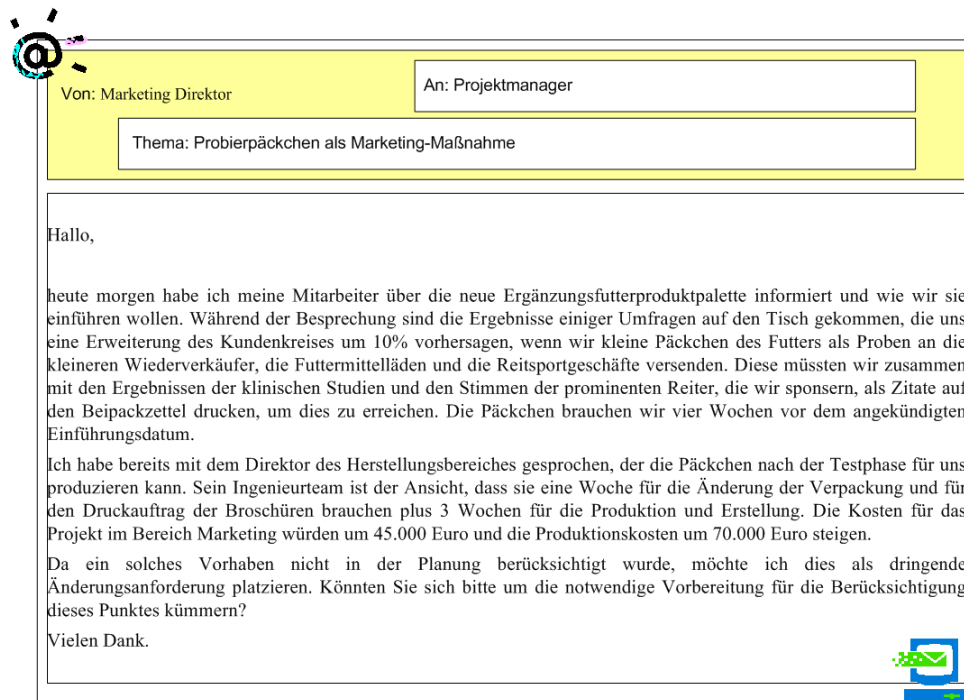 Von: Marketing Direktor
An: Projektmanager
Thema: Probierpäckchen als Marketing-Maßnahme
Hallo,
heute morgen habe ich meine Mitarbeiter über die neue Ergänzungsfutterproduktpalette informiert und wie wir sie
einführen wollen. Während der Besprechung sind die Ergebnisse einiger Umfragen auf den Tisch gekommen, die uns
eine Erweiterung des Kundenkreises um 10% vorhersagen, wenn wir kleine Päckchen des Futters als Proben an die
kleineren Wiederverkäufer, die Futtermittelläden und die Reitsportgeschäfte versenden. Diese müssten wir zusammen
mit den Ergebnissen der klinischen Studien und den Stimmen der prominenten Reiter, die wir sponsern, als Zitate auf
den Beipackzettel drucken, um dies zu erreichen. Die Päckchen brauchen wir vier Wochen vor dem angekündigten
Einführungsdatum.
Ich habe bereits mit dem Direktor des Herstellungsbereiches gesprochen, der die Päckchen nach der Testphase für uns
produzieren kann. Sein Ingenieurteam ist der Ansicht, dass sie eine Woche für die Änderung der Verpackung und für
den Druckauftrag der Broschüren brauchen plus 3 Wochen für die Produktion und Erstellung. Die Kosten für das
Projekt im Bereich Marketing würden um 45.000 Euro und die Produktionskosten um 70.000 Euro steigen.
Da ein solches Vorhaben nicht in der Planung berücksichtigt wurde, möchte ich dies als dringende
Änderungsanforderung platzieren. Könnten Sie sich bitte um die notwendige Vorbereitung für die Berücksichtigung
dieses Punktes kümmern?
Vielen Dank.